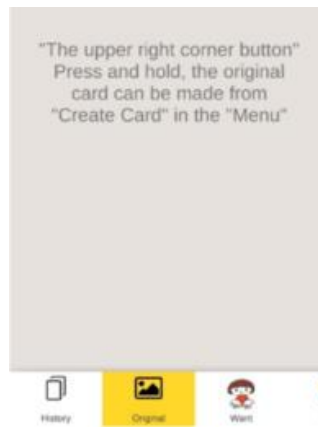 "The upper right corner button"
Press and hold, the original
card can be made from
"Create Card" in the "Menu"
History
Original
Want